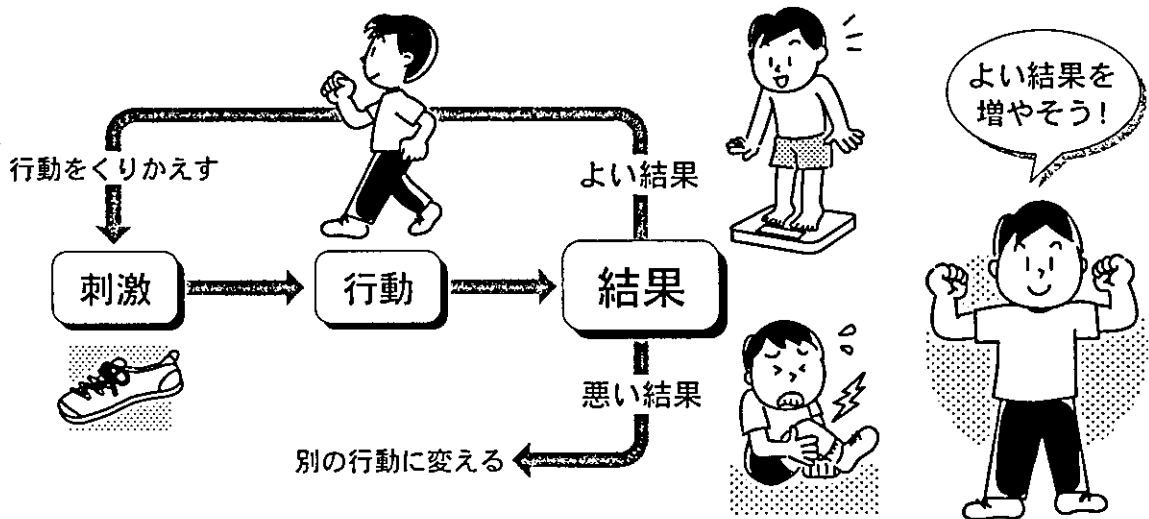 よい結果を
増やそう!
行動をくりかえす
よい結果
刺激
行動
結果
悪い結果
別の行動に変える